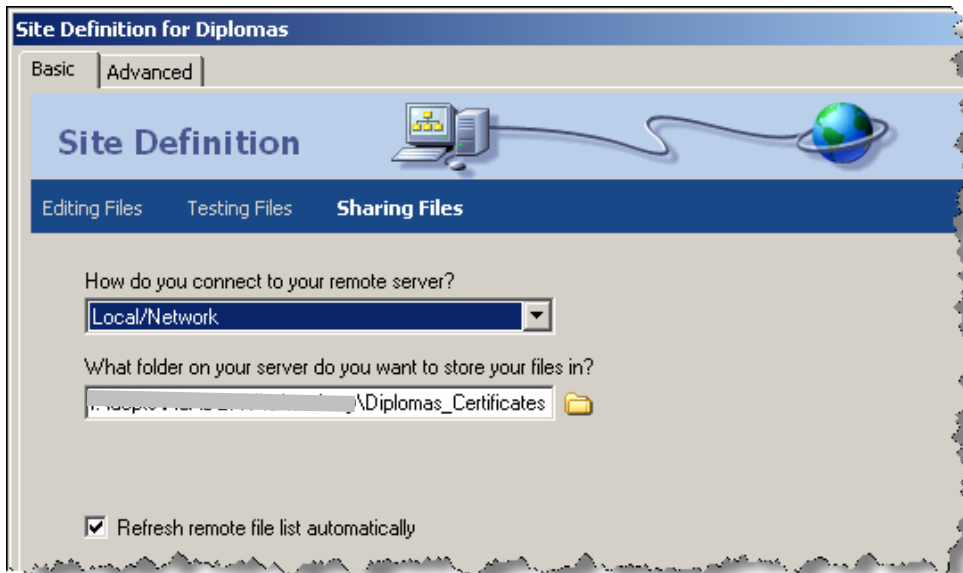 Site Definition for Diplomas
Basic Advanced
Site Definition
Editing Files Testing Files Sharing Files
How do you connect to your remote server?
Local/Network
What folder on your server do you want to store your files in?
\Diplomas_Certificates
Refresh remote file list automatically